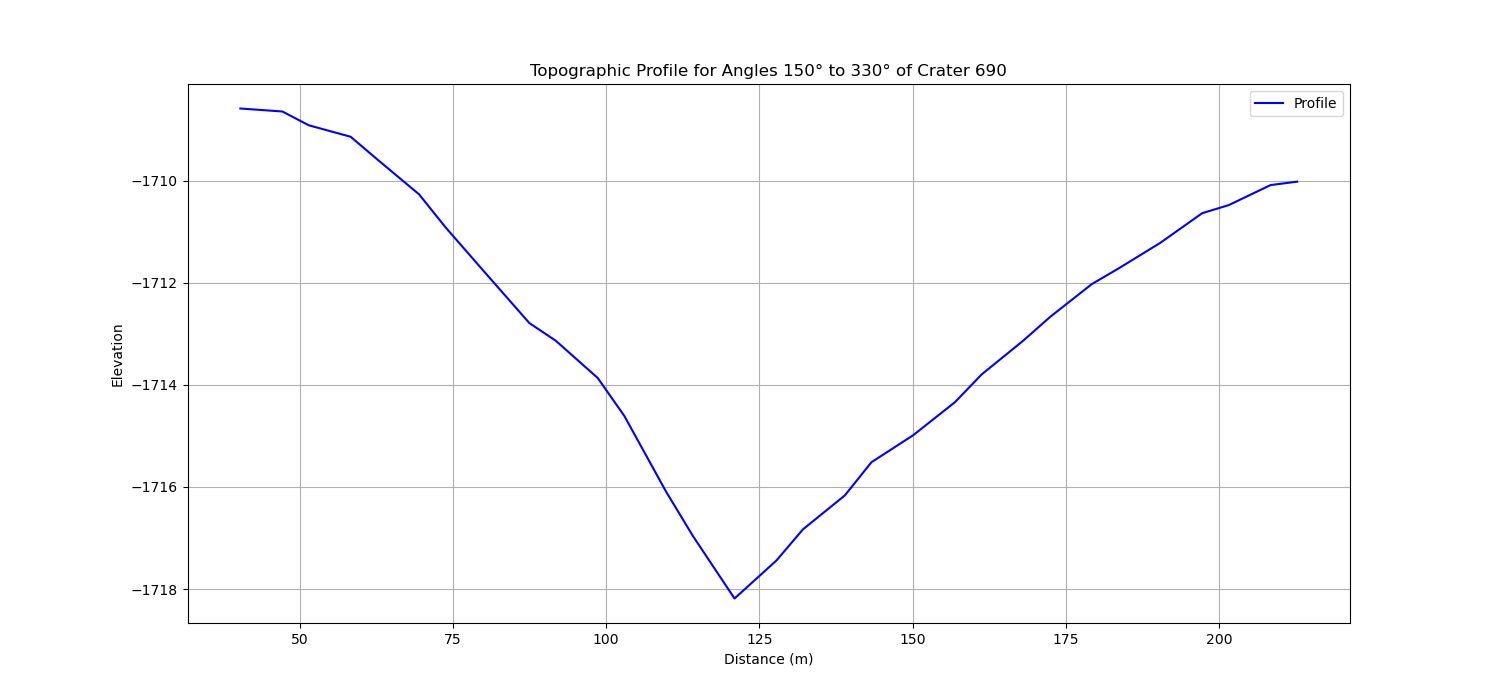 Topographic Profile for Angles 150° to 330° of Crater 690
Profile
Elevation
−1710
−1712
−1714
−1716
−1718
50 75 100 125 150 175 200
Distance (m)